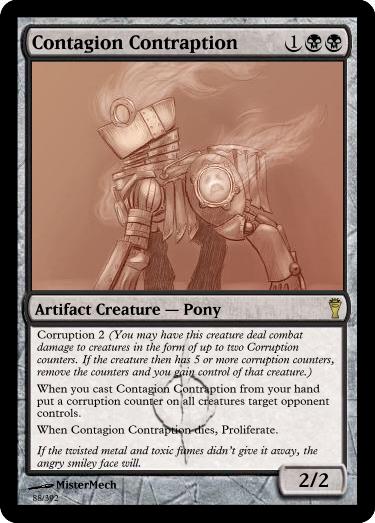 Contagion Contraption 1
Artifact Creature — Pony
Corruption 2 (You may have this creature deal combat
damage to creatures in the form of up to two Corruption
counters. If the creature then has 5 or more corruption counters,
remove the counters and you gain control of that creature.)
When you cast Contagion Contraption from your hand
put a corruption counter on all creatures target opponent
controls.
When Contagion Contraption dies, Proliferate.
If the twisted metal and toxic fumes didn't give it away, the
angry smiley face will.
2/2
MisterMech
88/392